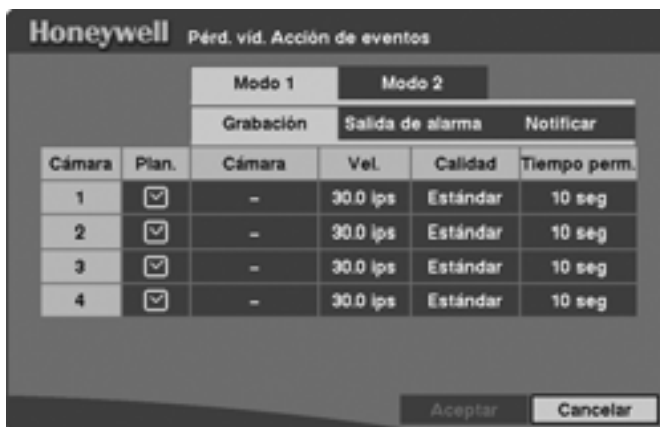 Honeywell Pérd. víd. Acción de eventos
Modo 1 Modo 2
Grabación Salida de alarma Notificar
Cámara Plan. Cámara Vel. Calidad Tiempo perm.
1 – 30.0 ips Estándar 10 seg
2 – 30.0 ips Estándar 10 seg
3 – 30.0 ips Estándar 10 seg
4 – 30.0 ips Estándar 10 seg
Aceptar Cancelar